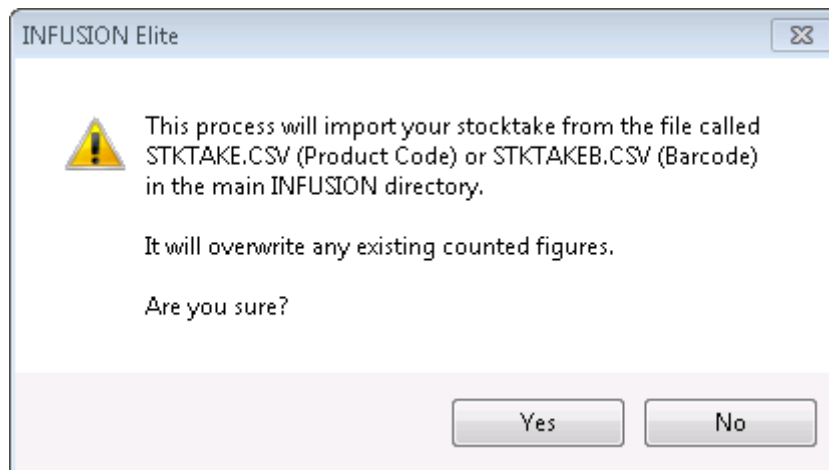 INFUSION Elite
This process will import your stocktake from the file called
STKTAKE.CSV (Product Code) or STKTAKEB.CSV (Barcode)
in the main INFUSION directory.
It will overwrite any existing counted figures.
Are you sure?
Yes No